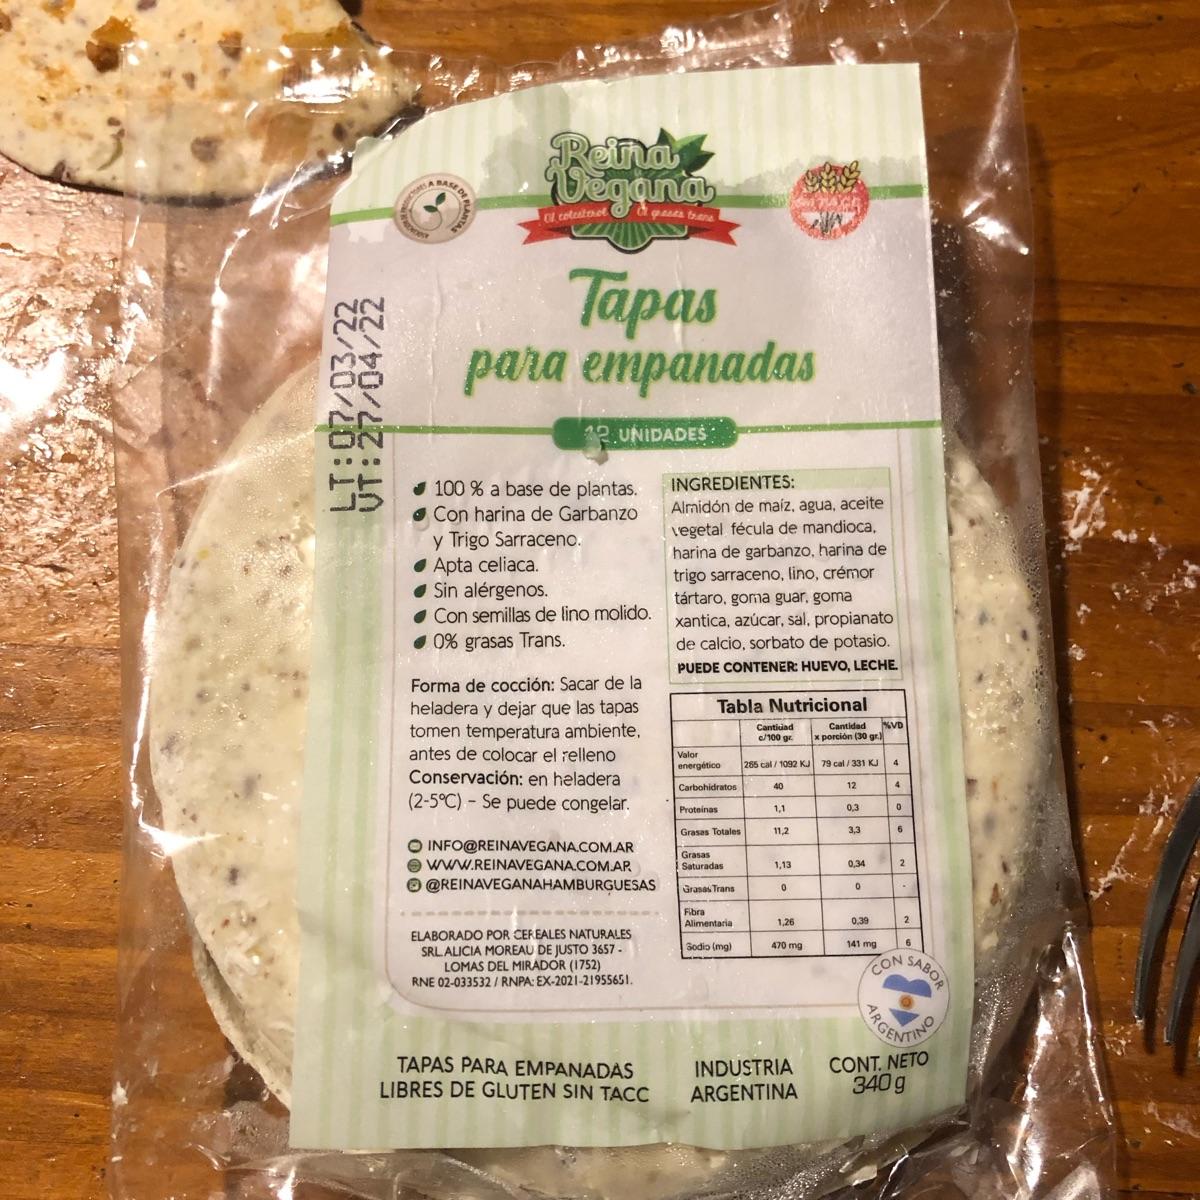 Reina
Vegana
0% colesterol 0% grasas trans
A BASE DE PLANTAS
SIN T.A.C.C.
Tapas
para empanadas
12 UNIDADES
LT:07/03/22
VT:27/04/22
100 % a base de plantas.
Con harina de Garbanzo
y Trigo Sarraceno.
Apta celiaca.
Sin alérgenos.
Con semillas de lino molido.
0% grasas Trans.
Forma de cocción: Sacar de la
heladera y dejar que las tapas
tomen temperatura ambiente,
antes de colocar el relleno
Conservación: en heladera
(2-5ºC) - Se puede congelar.
INFO@REINAVEGANA.COM.AR
WWW.REINAVEGANA.COM.AR
@REINAVEGANAHAMBURGUESAS
ELABORADO POR CEREALES NATURALES
SRL. ALICIA MOREAU DE JUSTO 3657 -
LOMAS DEL MIRADOR (1752)
RNE 02-033532 / RNPA: EX-2021-21955651.
INGREDIENTES:
Almidón de maíz, agua, aceite
vegetal fécula de mandioca,
harina de garbanzo, harina de
trigo sarraceno, lino, crémor
tártaro, goma guar, goma
xantica, azúcar, sal, propianato
de calcio, sorbato de potasio.
PUEDE CONTENER: HUEVO, LECHE.
Tabla Nutricional
Cantidad c/100 gr. Cantidad x porción (30 gr.) %VD
Valor energético 265 cal / 1092 KJ 79 cal / 331 KJ 4
Carbohidratos 40 12 4
Proteínas 1,1 0,3 0
Grasas Totales 11,2 3,3 6
Grasas Saturadas 1,13 0,34 2
Grasas Trans 0 0 -
Fibra Alimentaria 1,26 0,39 2
Sodio (mg) 470 mg 141 mg 6
CON SABOR
ARGENTINO
TAPAS PARA EMPANADAS
LIBRES DE GLUTEN SIN TACC
INDUSTRIA
ARGENTINA
CONT. NETO
340 g